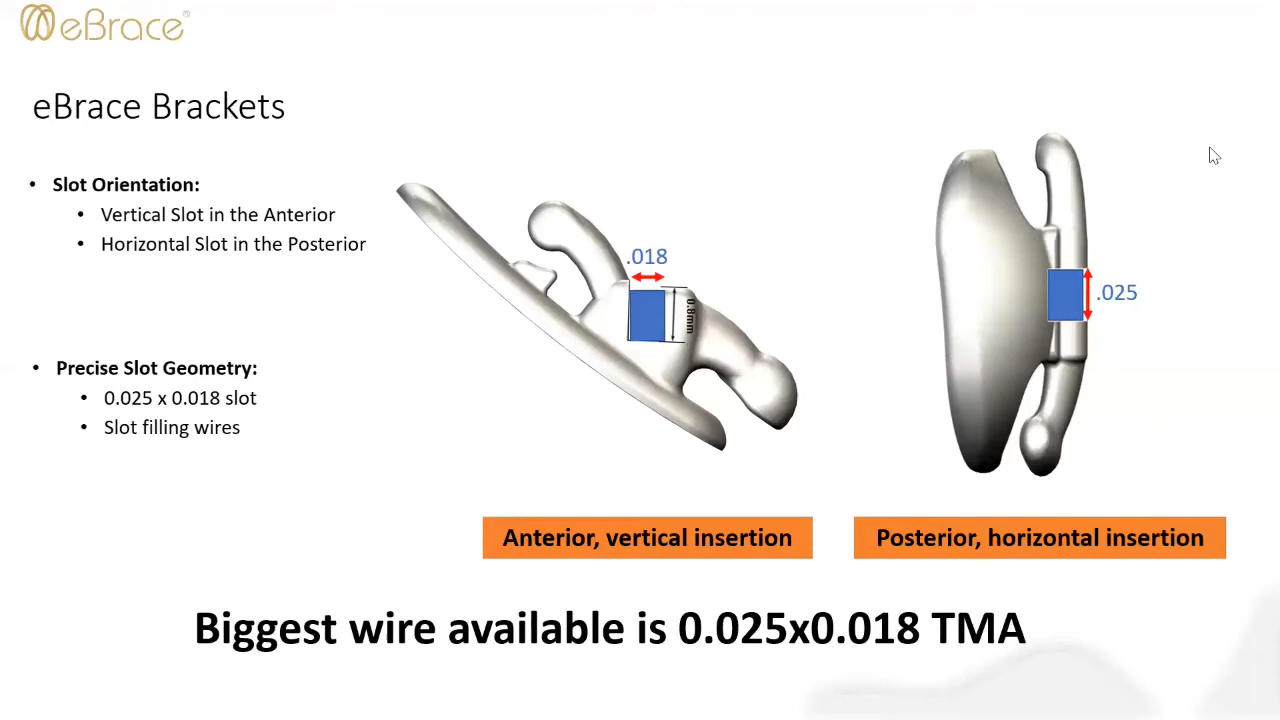 eBrace®
eBrace Brackets
• Slot Orientation:
• Vertical Slot in the Anterior
• Horizontal Slot in the Posterior
.018
0.8mm
.025
• Precise Slot Geometry:
• 0.025 x 0.018 slot
• Slot filling wires
Anterior, vertical insertion
Posterior, horizontal insertion
Biggest wire available is 0.025x0.018 TMA